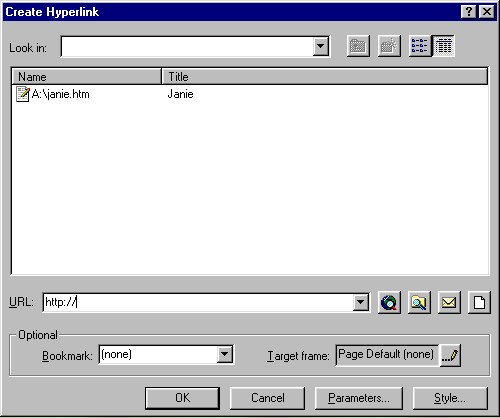 Create Hyperlink
Look in:
Name Title
A:\janie.htm Janie
URL: http://
Optional
Bookmark: (none) Target frame: Page Default (none)
OK Cancel Parameters... Style...